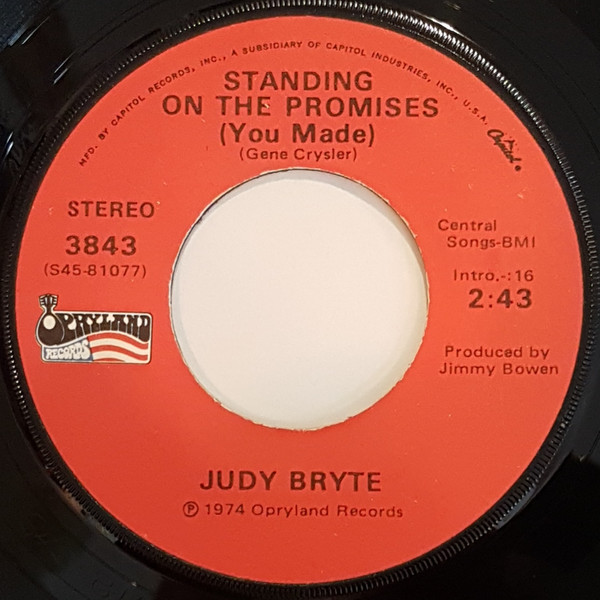 MFD. BY CAPITOL RECORDS, INC., A SUBSIDIARY OF CAPITOL INDUSTRIES, INC., U.S.A.
Capitol
STANDING
ON THE PROMISES
(You Made)
(Gene Crysler)
STEREO
3843
(S45-81077)
OPRYLAND
RECORDS
Central
Songs-BMI
Intro.-:16
2:43
Produced by
Jimmy Bowen
JUDY BRYTE
Ⓟ 1974 Opryland Records